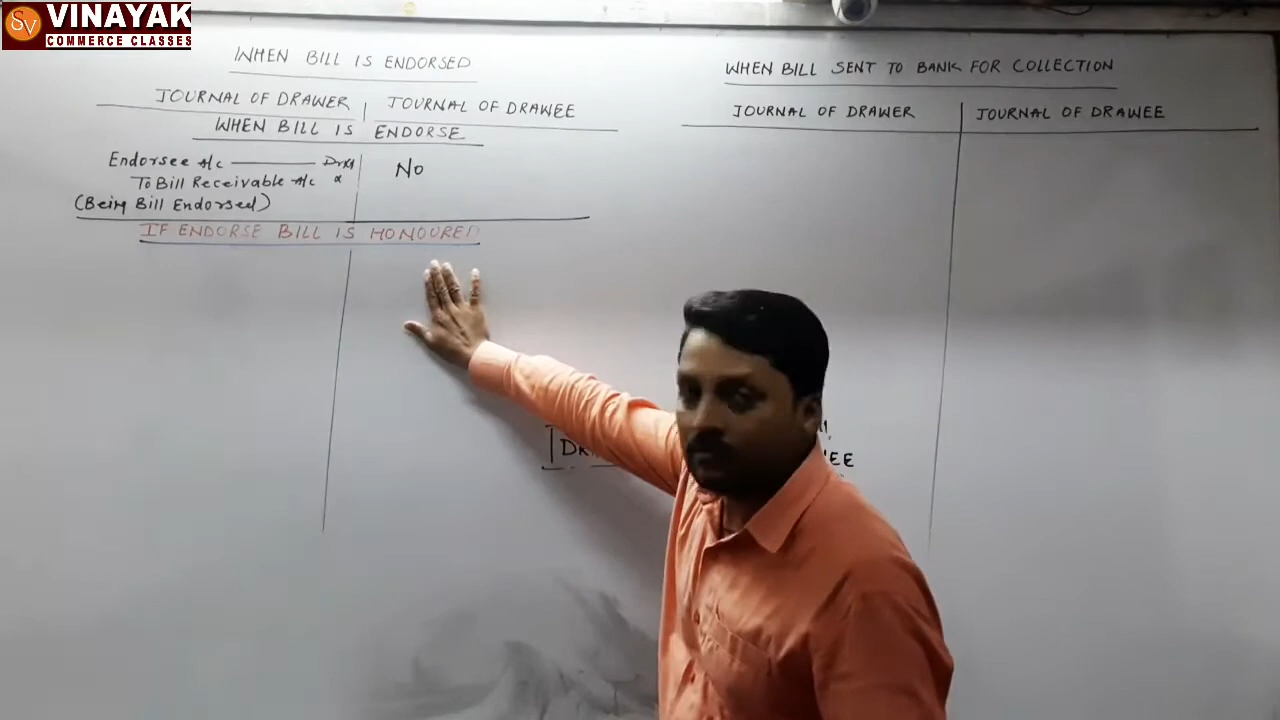 VINAYAK
COMMERCE CLASSES
SV
WHEN BILL IS ENDORSED
JOURNAL OF DRAWER
JOURNAL OF DRAWEE
WHEN BILL IS ENDORSE
Endorsee A/c Dr
No
To Bill Receivable A/c x
(Being Bill Endorsed)
IF ENDORSE BILL IS HONOURED
WHEN BILL SENT TO BANK FOR COLLECTION
JOURNAL OF DRAWER
JOURNAL OF DRAWEE